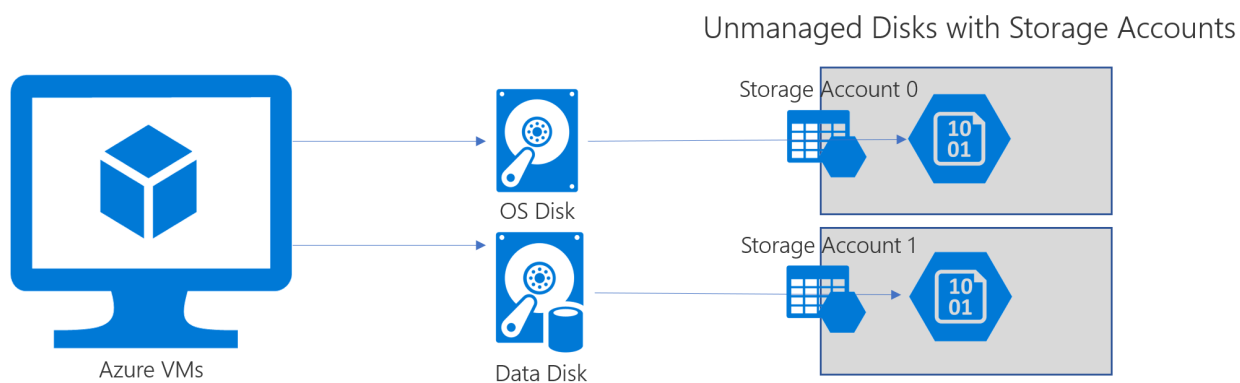 Unmanaged Disks with Storage Accounts
Storage Account 0
10
01
OS Disk
Storage Account 1
10
01
Azure VMs
Data Disk